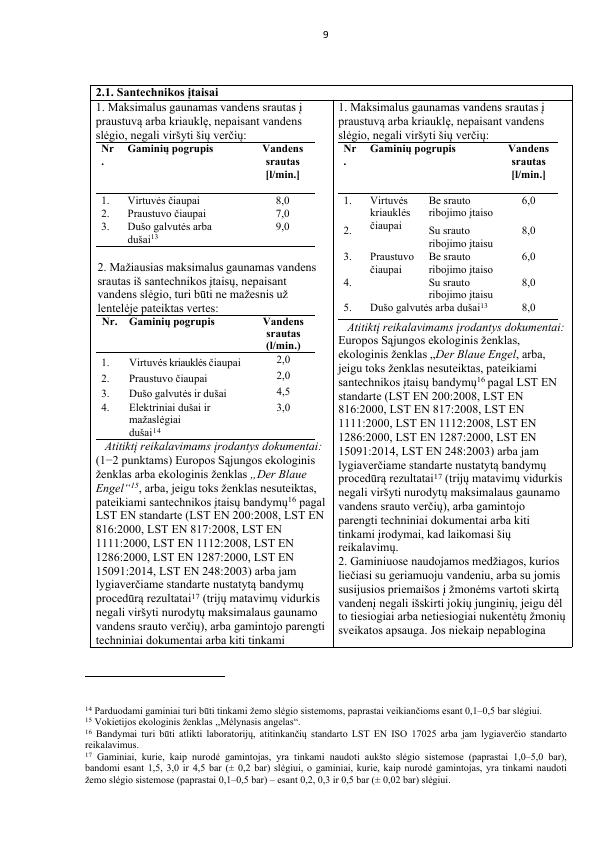 9
2.1. Santechnikos įtaisai
1. Maksimalus gaunamas vandens srautas į
praustuvą arba kriauklę, nepaisant vandens
slėgio, negali viršyti šių verčių:
Nr
.
Gaminių pogrupis
Vandens
srautas
[l/min.]
1. Virtuvės čiaupai 8,0
2. Praustuvo čiaupai 7,0
3. Dušo galvutės arba 9,0
dušai¹³
2. Mažiausias maksimalus gaunamas vandens
srautas iš santechnikos įtaisų, nepaisant
vandens slėgio, turi būti ne mažesnis už
lentelėje pateiktas vertes:
Nr. Gaminių pogrupis Vandens
srautas
(l/min.)
1. Virtuvės kriauklės čiaupai 2,0
2. Praustuvo čiaupai 2,0
3. Dušo galvutės ir dušai 4,5
4. Elektriniai dušai ir 3,0
mažaslėgiai
dušai¹⁴
Atitiktį reikalavimams įrodantys dokumentai:
(1−2 punktams) Europos Sąjungos ekologinis
ženklas arba ekologinis ženklas „Der Blaue
Engel“¹⁵, arba, jeigu toks ženklas nesuteiktas,
pateikiami santechnikos įtaisų bandymų¹⁶ pagal
LST EN standarte (LST EN 200:2008, LST EN
816:2000, LST EN 817:2008, LST EN
1111:2000, LST EN 1112:2008, LST EN
1286:2000, LST EN 1287:2000, LST EN
15091:2014, LST EN 248:2003) arba jam
lygiaverčiame standarte nustatytą bandymų
procedūrą rezultatai¹⁷ (trijų matavimų vidurkis
negali viršyti nurodytų maksimalaus gaunamo
vandens srauto verčių), arba gamintojo parengti
techniniai dokumentai arba kiti tinkami
1. Maksimalus gaunamas vandens srautas į
praustuvą arba kriauklę, nepaisant vandens
slėgio, negali viršyti šių verčių:
Nr
.
Gaminių pogrupis
Vandens
srautas
[l/min.]
1. Virtuvės Be srauto 6,0
kriauklės ribojimo įtaiso
čiaupai
2. Su srauto 8,0
ribojimo įtaisu
3. Praustuvo Be srauto 6,0
čiaupai ribojimo įtaiso
4. Su srauto 8,0
ribojimo įtaisu
5. Dušo galvutės arba dušai¹³ 8,0
Atitiktį reikalavimams įrodantys dokumentai:
Europos Sąjungos ekologinis ženklas,
ekologinis ženklas „Der Blaue Engel, arba,
jeigu toks ženklas nesuteiktas, pateikiami
santechnikos įtaisų bandymų¹⁶ pagal LST EN
standarte (LST EN 200:2008, LST EN
816:2000, LST EN 817:2008, LST EN
1111:2000, LST EN 1112:2008, LST EN
1286:2000, LST EN 1287:2000, LST EN
15091:2014, LST EN 248:2003) arba jam
lygiaverčiame standarte nustatytą bandymų
procedūrą rezultatai¹⁷ (trijų matavimų vidurkis
negali viršyti nurodytų maksimalaus gaunamo
vandens srauto verčių), arba gamintojo
parengti techniniai dokumentai arba kiti
tinkami įrodymai, kad laikomasi šių
reikalavimų.
2. Gaminiuose naudojamos medžiagos, kurios
liečiasi su geriamuoju vandeniu, arba su jomis
susijusios priemaišos į žmonėms vartoti skirtą
vandenį negali išskirti jokių junginių, jeigu dėl
to tiesiogiai arba netiesiogiai nukentėtų žmonių
sveikatos apsauga. Jos niekaip nepablogina
¹⁴ Parduodami gaminiai turi būti tinkami žemo slėgio sistemoms, paprastai veikiančioms esant 0,1–0,5 bar slėgiui.
¹⁵ Vokietijos ekologinis ženklas „Mėlynasis angelas“.
¹⁶ Bandymai turi būti atlikti laboratorijų, atitinkančių standarto LST EN ISO 17025 arba jam lygiaverčio standarto
reikalavimus.
¹⁷ Gaminiai, kurie, kaip nurodė gamintojas, yra tinkami naudoti aukšto slėgio sistemose (paprastai 1,0–5,0 bar),
bandomi esant 1,5, 3,0 ir 4,5 bar (± 0,2 bar) slėgiui, o gaminiai, kurie, kaip nurodė gamintojas, yra tinkami naudoti
žemo slėgio sistemose (paprastai 0,1–0,5 bar) – esant 0,2, 0,3 ir 0,5 bar (± 0,02 bar) slėgiui.